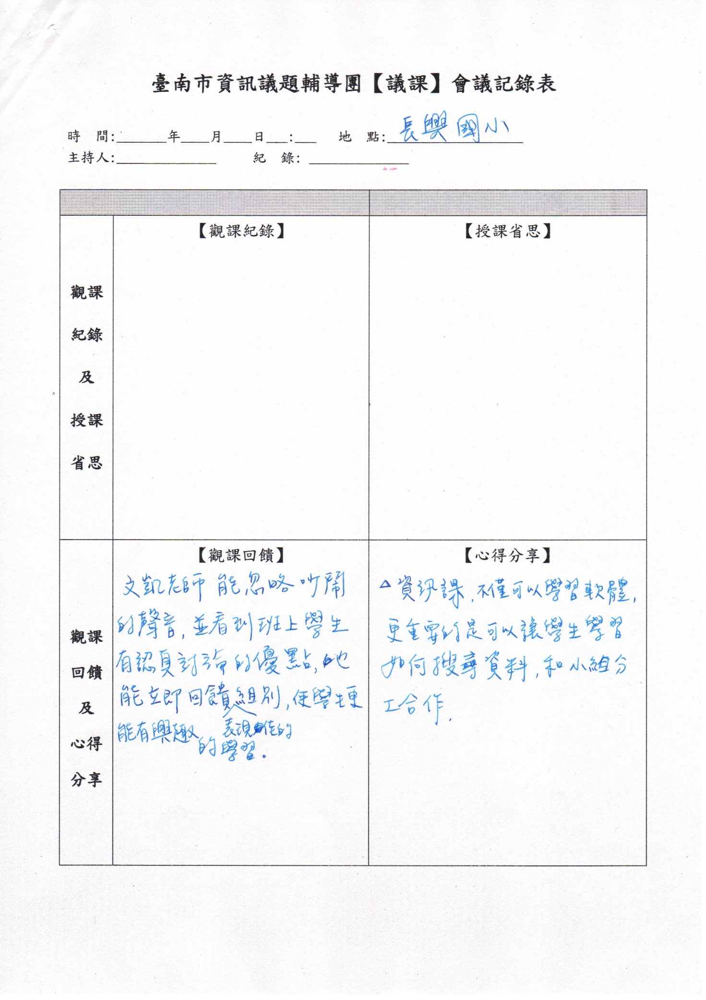 臺南市資訊議題輔導團【議課】會議記錄表
時 間:_______年____月____日___:___ 地 點:長興國小
主持人:______________ 紀 錄: ______________
【觀課紀錄】
【授課省思】
觀課
紀錄
及
授課
省思
【觀課回饋】
文凱老師能忽略吵鬧
的聲音,並看到班上學生
有認真討論的優點,他
能立即回饋表現佳的組別,使學生更
能有興趣的學習。
【心得分享】
△資訊課,不僅可以學習軟體,
更重要的是可以讓學生學習
如何搜尋資料,和小組分
工合作.
觀課
回饋
及
心得
分享